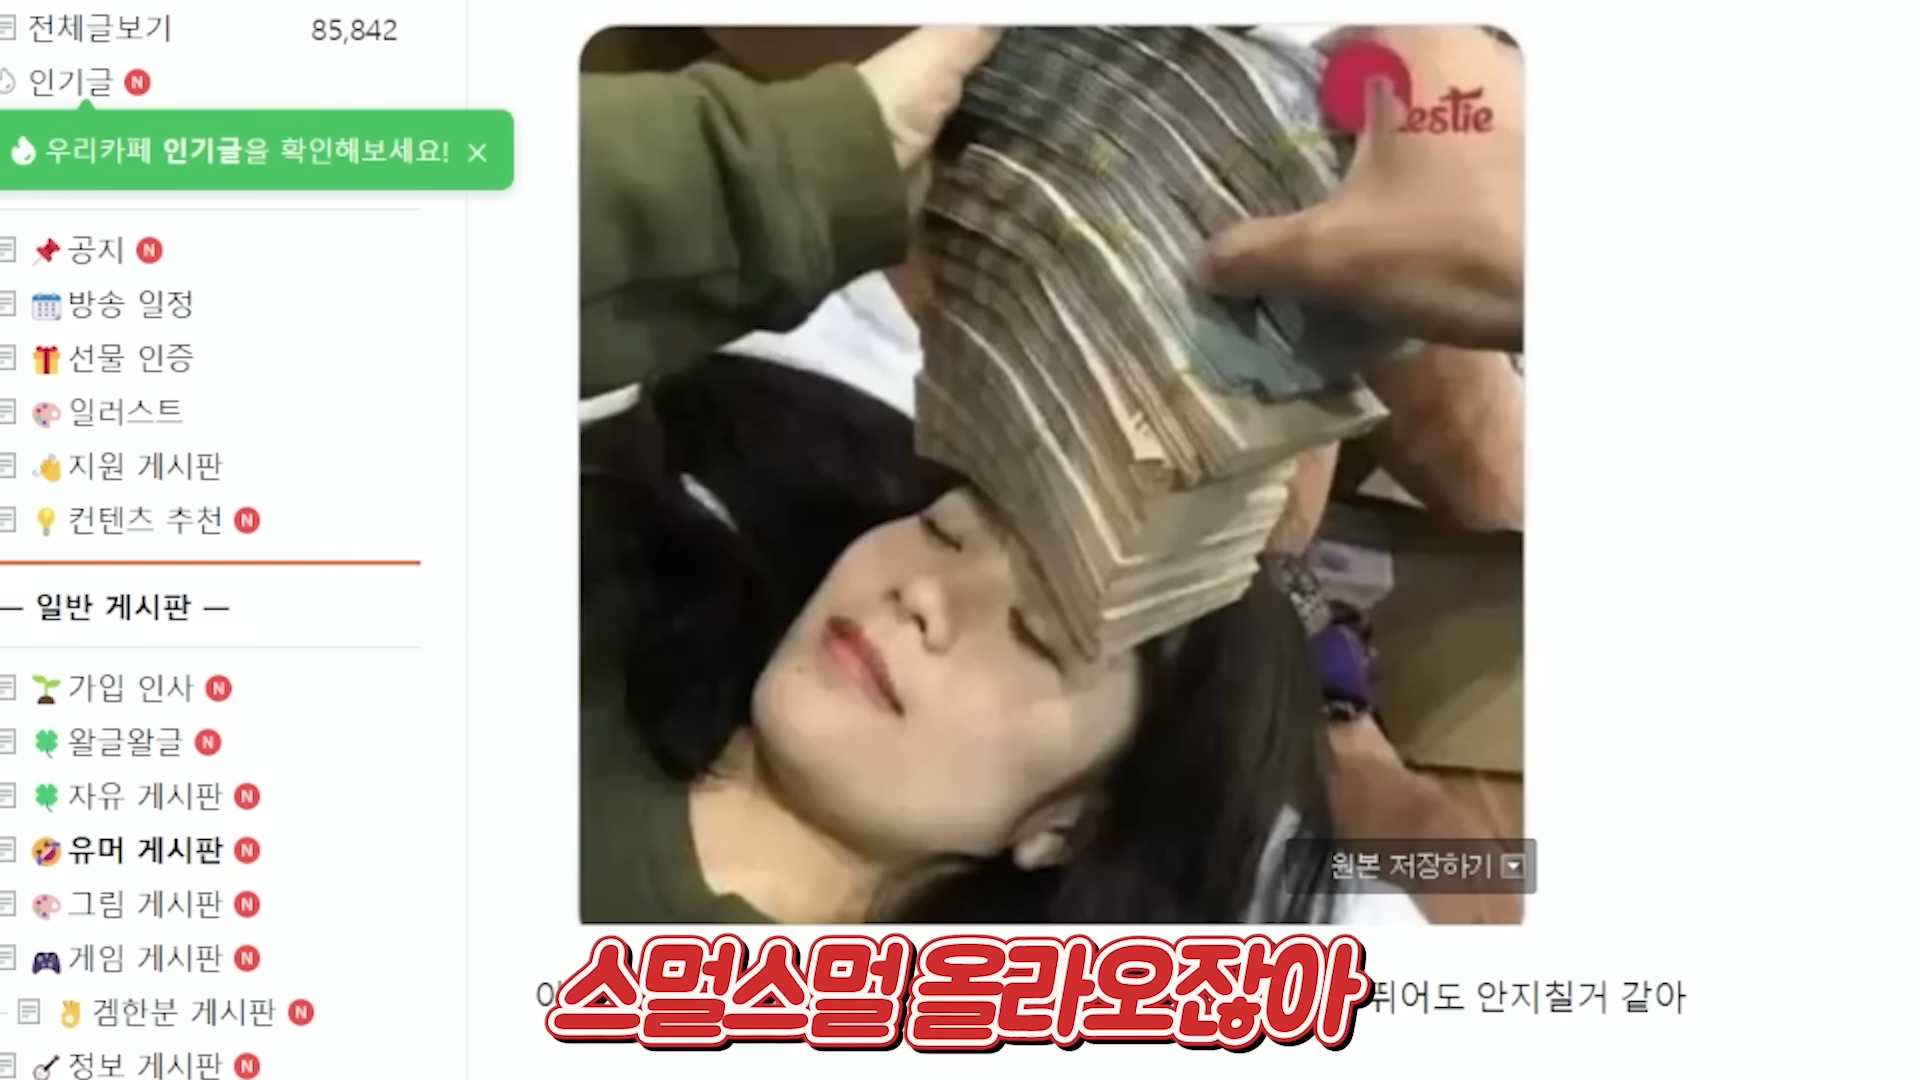 전체글보기 85,842
인기글 N
우리카페 인기글을 확인해보세요! ×
공지 N
방송 일정
선물 인증
일러스트
지원 게시판
컨텐츠 추천 N
— 일반 게시판 —
가입 인사 N
왈글왈글 N
자유 게시판 N
유머 게시판 N
그림 게시판 N
게임 게시판 N
겜한분 게시판 N
정보 게시판 N
estie
원본 저장하기
스멀스멀 올라오잖아
뛰어도 안지칠거 같아